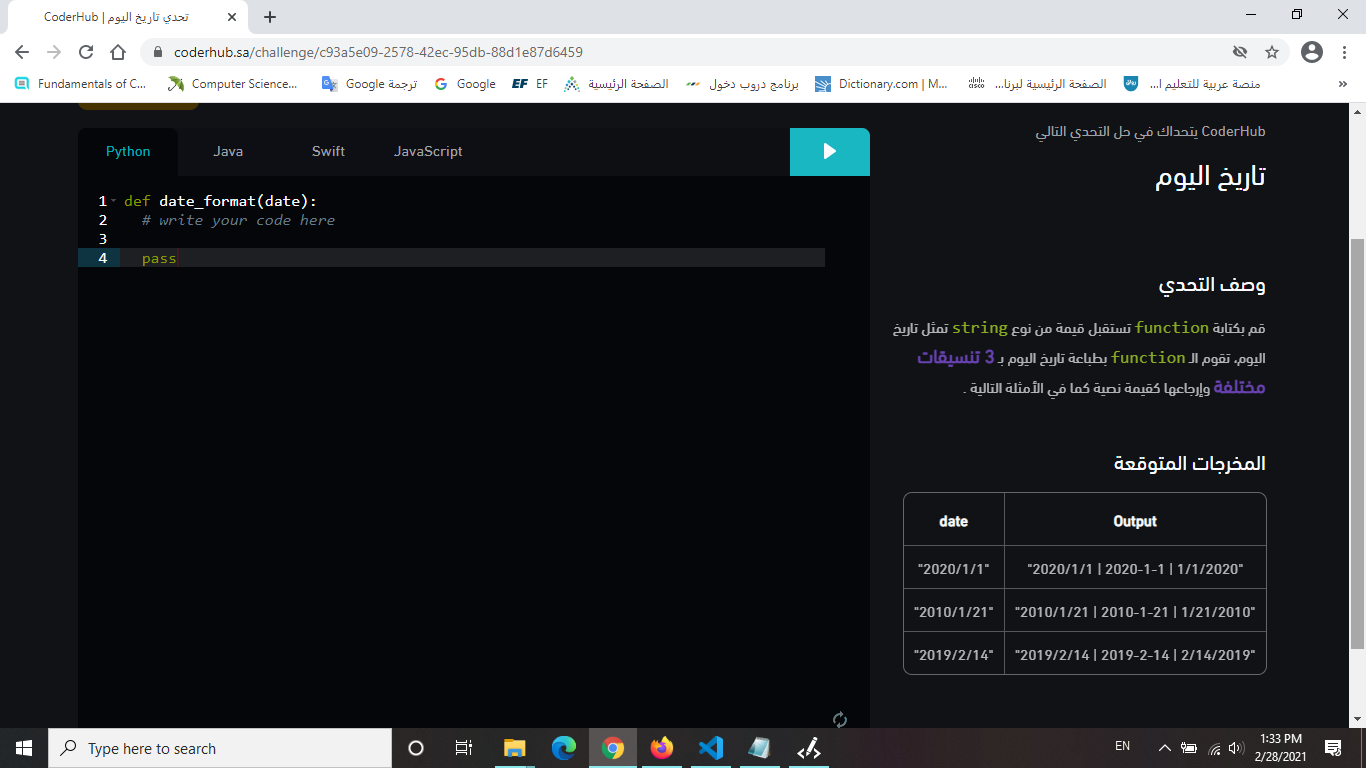 CoderHub | تحدي تاريخ اليوم
coderhub.sa/challenge/c93a5e09-2578-42ec-95db-88d1e87d6459
Fundamentals of C... Computer Science... ترجمة Google Google EF EF الصفحة الرئيسية برنامج دروب دخول Dictionary.com | M... cisco الصفحة الرئيسية لبرنا... منصة عربية للتعليم ا... »
Python Java Swift JavaScript
1 def date_format(date):
2 # write your code here
3
4 pass
CoderHub يتحداك في حل التحدي التالي
تاريخ اليوم
وصف التحدي
قم بكتابة function تستقبل قيمة من نوع string تمثل تاريخ
اليوم، تقوم الـ function بطباعة تاريخ اليوم بـ 3 تنسيقات
مختلفة وإرجاعها كقيمة نصية كما في الأمثلة التالية .
المخرجات المتوقعة
date Output
"2020/1/1" "2020/1/1 | 2020-1-1 | 1/1/2020"
"2010/1/21" "2010/1/21 | 2010-1-21 | 1/21/2010"
"2019/2/14" "2019/2/14 | 2019-2-14 | 2/14/2019"
Type here to search
EN
1:33 PM
2/28/2021